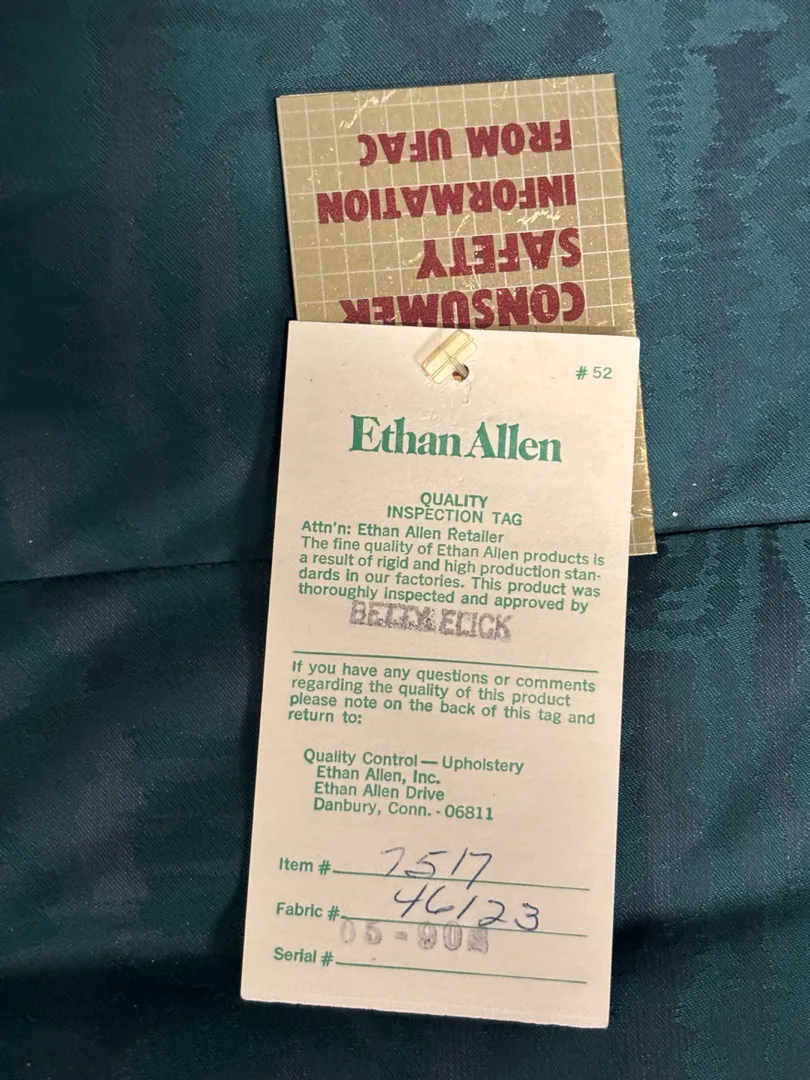 CONSUMER
SAFETY
INFORMATION
FROM UFAC
# 52
Ethan Allen
QUALITY
INSPECTION TAG
Attn'n: Ethan Allen Retailer
The fine quality of Ethan Allen products is
a result of rigid and high production stan-
dards in our factories. This product was
thoroughly inspected and approved by
BETTY ELICK
If you have any questions or comments
regarding the quality of this product
please note on the back of this tag and
return to:
Quality Control — Upholstery
Ethan Allen, Inc.
Ethan Allen Drive
Danbury, Conn. - 06811
Item # 7517
Fabric # 46123
Serial #